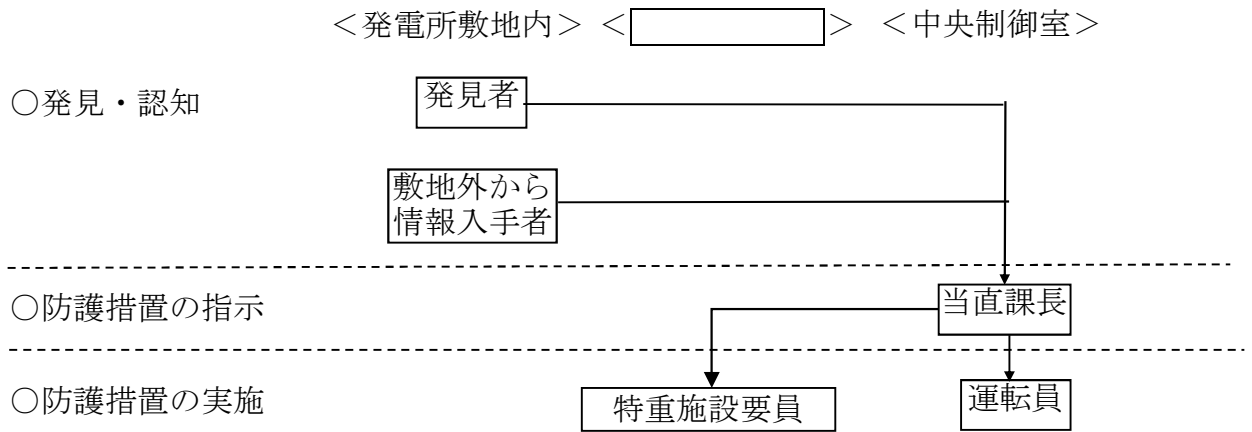 ＜発電所敷地内＞ ＜ ＞ ＜中央制御室＞
○発見・認知
発見者
敷地外から
情報入手者
○防護措置の指示
当直課長
○防護措置の実施
特重施設要員
運転員